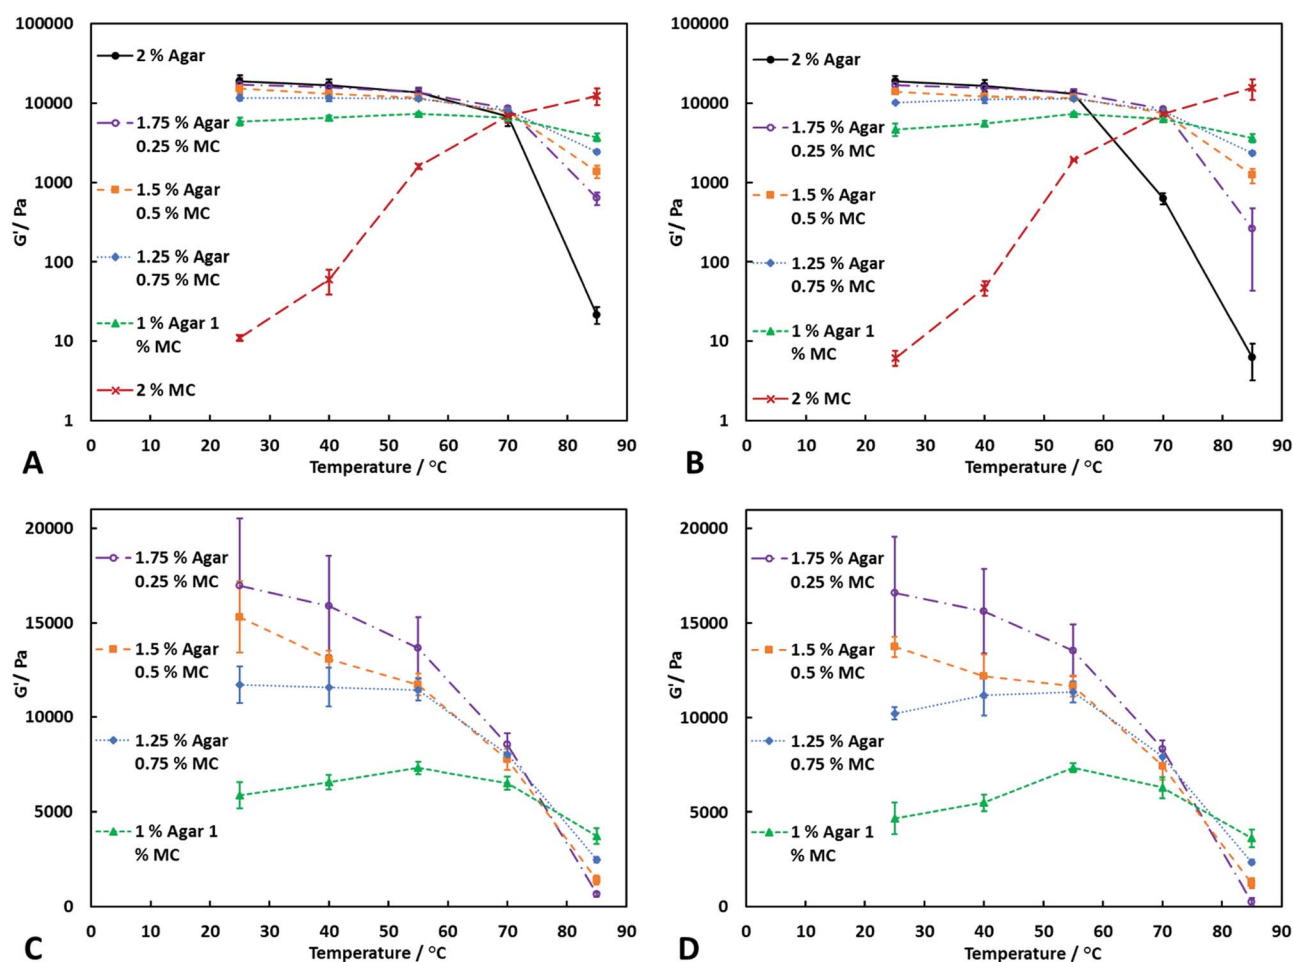 100000
10000
1000
100
10
1
G'/ Pa
2 % Agar
1.75 % Agar
0.25 % MC
1.5 % Agar
0.5 % MC
1.25 % Agar
0.75 % MC
1 % Agar 1
% MC
2 % MC
0 10 20 30 40 50 60 70 80 90
Temperature / °C
A
100000
10000
1000
100
10
1
G'/ Pa
2 % Agar
1.75 % Agar
0.25 % MC
1.5 % Agar
0.5 % MC
1.25 % Agar
0.75 % MC
1 % Agar 1
% MC
2 % MC
0 10 20 30 40 50 60 70 80 90
Temperature / °C
B
20000
15000
10000
5000
0
G'/ Pa
1.75 % Agar
0.25 % MC
1.5 % Agar
0.5 % MC
1.25 % Agar
0.75 % MC
1 % Agar 1
% MC
0 10 20 30 40 50 60 70 80 90
Temperature / °C
C
20000
15000
10000
5000
0
G'/ Pa
1.75 % Agar
0.25 % MC
1.5 % Agar
0.5 % MC
1.25 % Agar
0.75 % MC
1 % Agar 1
% MC
0 10 20 30 40 50 60 70 80 90
Temperature / °C
D